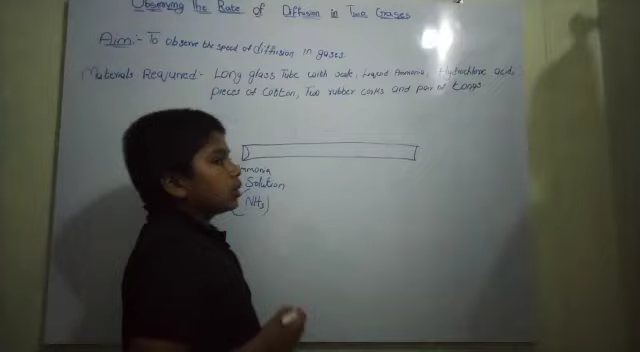 Observing the Rate of Diffusion in Two Gases
Aim:- To observe the speed of diffusion in gases.
Materials Required- Long glass Tube with scale, Liquid Ammonia, Hydrochloric acid,
pieces of Cotton, Two rubber corks and pair of tongs
mmonia
Solution
(NH3)